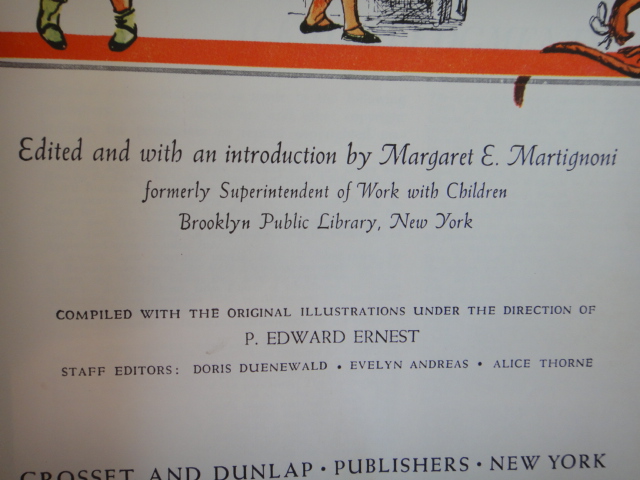 Edited and with an introduction by Margaret E. Martignoni
formerly Superintendent of Work with Children
Brooklyn Public Library, New York
COMPILED WITH THE ORIGINAL ILLUSTRATIONS UNDER THE DIRECTION OF
P. EDWARD ERNEST
STAFF EDITORS: DORIS DUENEWALD • EVELYN ANDREAS • ALICE THORNE
GROSSET AND DUNLAP • PUBLISHERS • NEW YORK